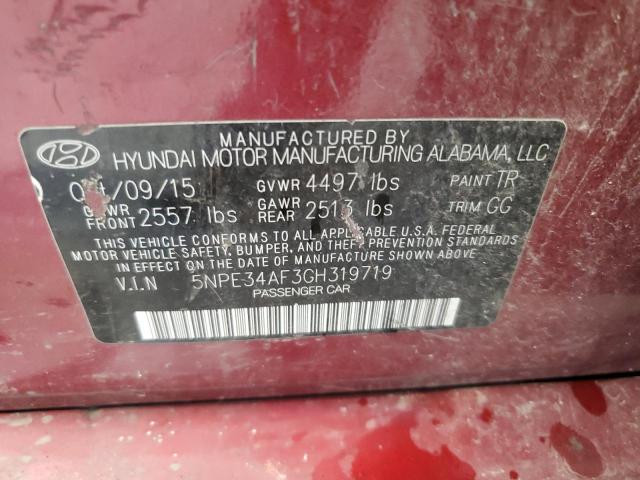 MANUFACTURED BY
HYUNDAI MOTOR MANUFACTURING ALABAMA, LLC
/09/15 GVWR 4497 lbs PAINT TR
GAWR FRONT 2557 lbs GAWR REAR 2513 lbs TRIM GG
THIS VEHICLE CONFORMS TO ALL APPLICABLE U.S.A. FEDERAL
MOTOR VEHICLE SAFETY, BUMPER, AND THEFT PREVENTION STANDARDS
IN EFFECT ON THE DATE OF MANUFACTURE SHOWN ABOVE.
V.I.N 5NPE34AF3GH319719
PASSENGER CAR